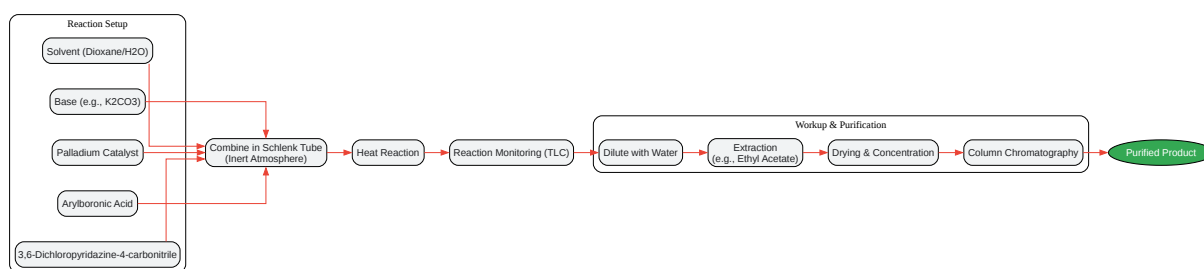 Reaction Setup
Solvent (Dioxane/H2O)
Base (e.g., K2CO3)
Palladium Catalyst
Arylboronic Acid
3,6-Dichloropyridazine-4-carbonitrile
Combine in Schlenk Tube
(Inert Atmosphere)
Heat Reaction
Reaction Monitoring (TLC)
Workup & Purification
Dilute with Water
Extraction
(e.g., Ethyl Acetate)
Drying & Concentration
Column Chromatography
Purified Product